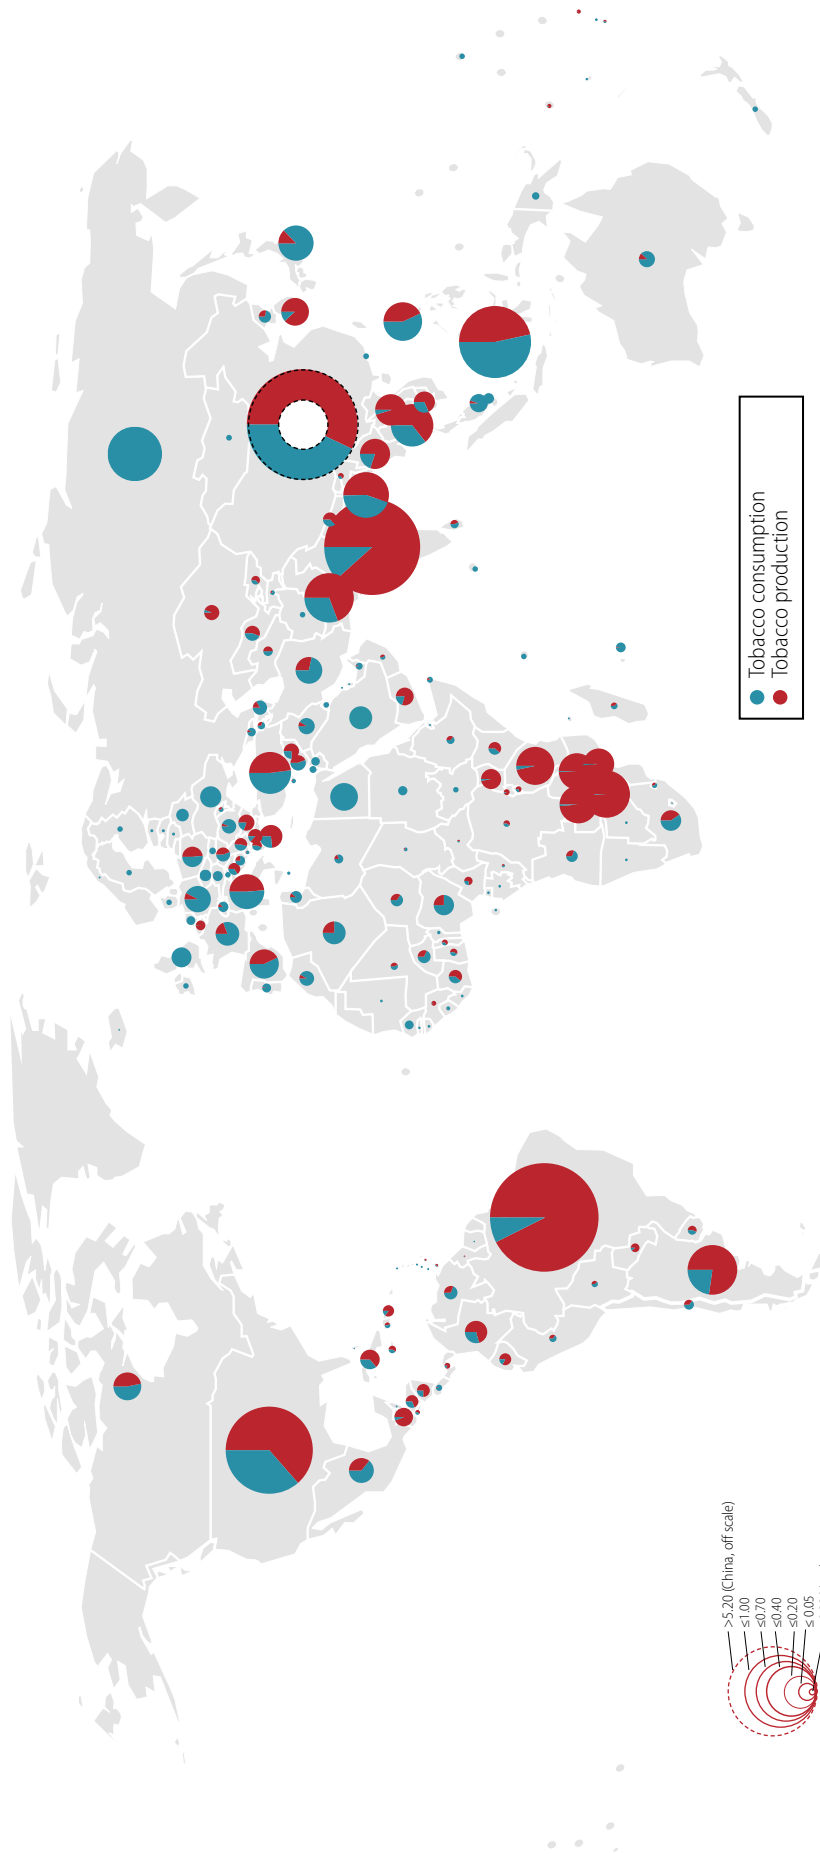 Tobacco consumption
Tobacco production
>5.20 (China, off scale)
≤1.00
≤0.70
≤0.40
≤0.20
≤ 0.05